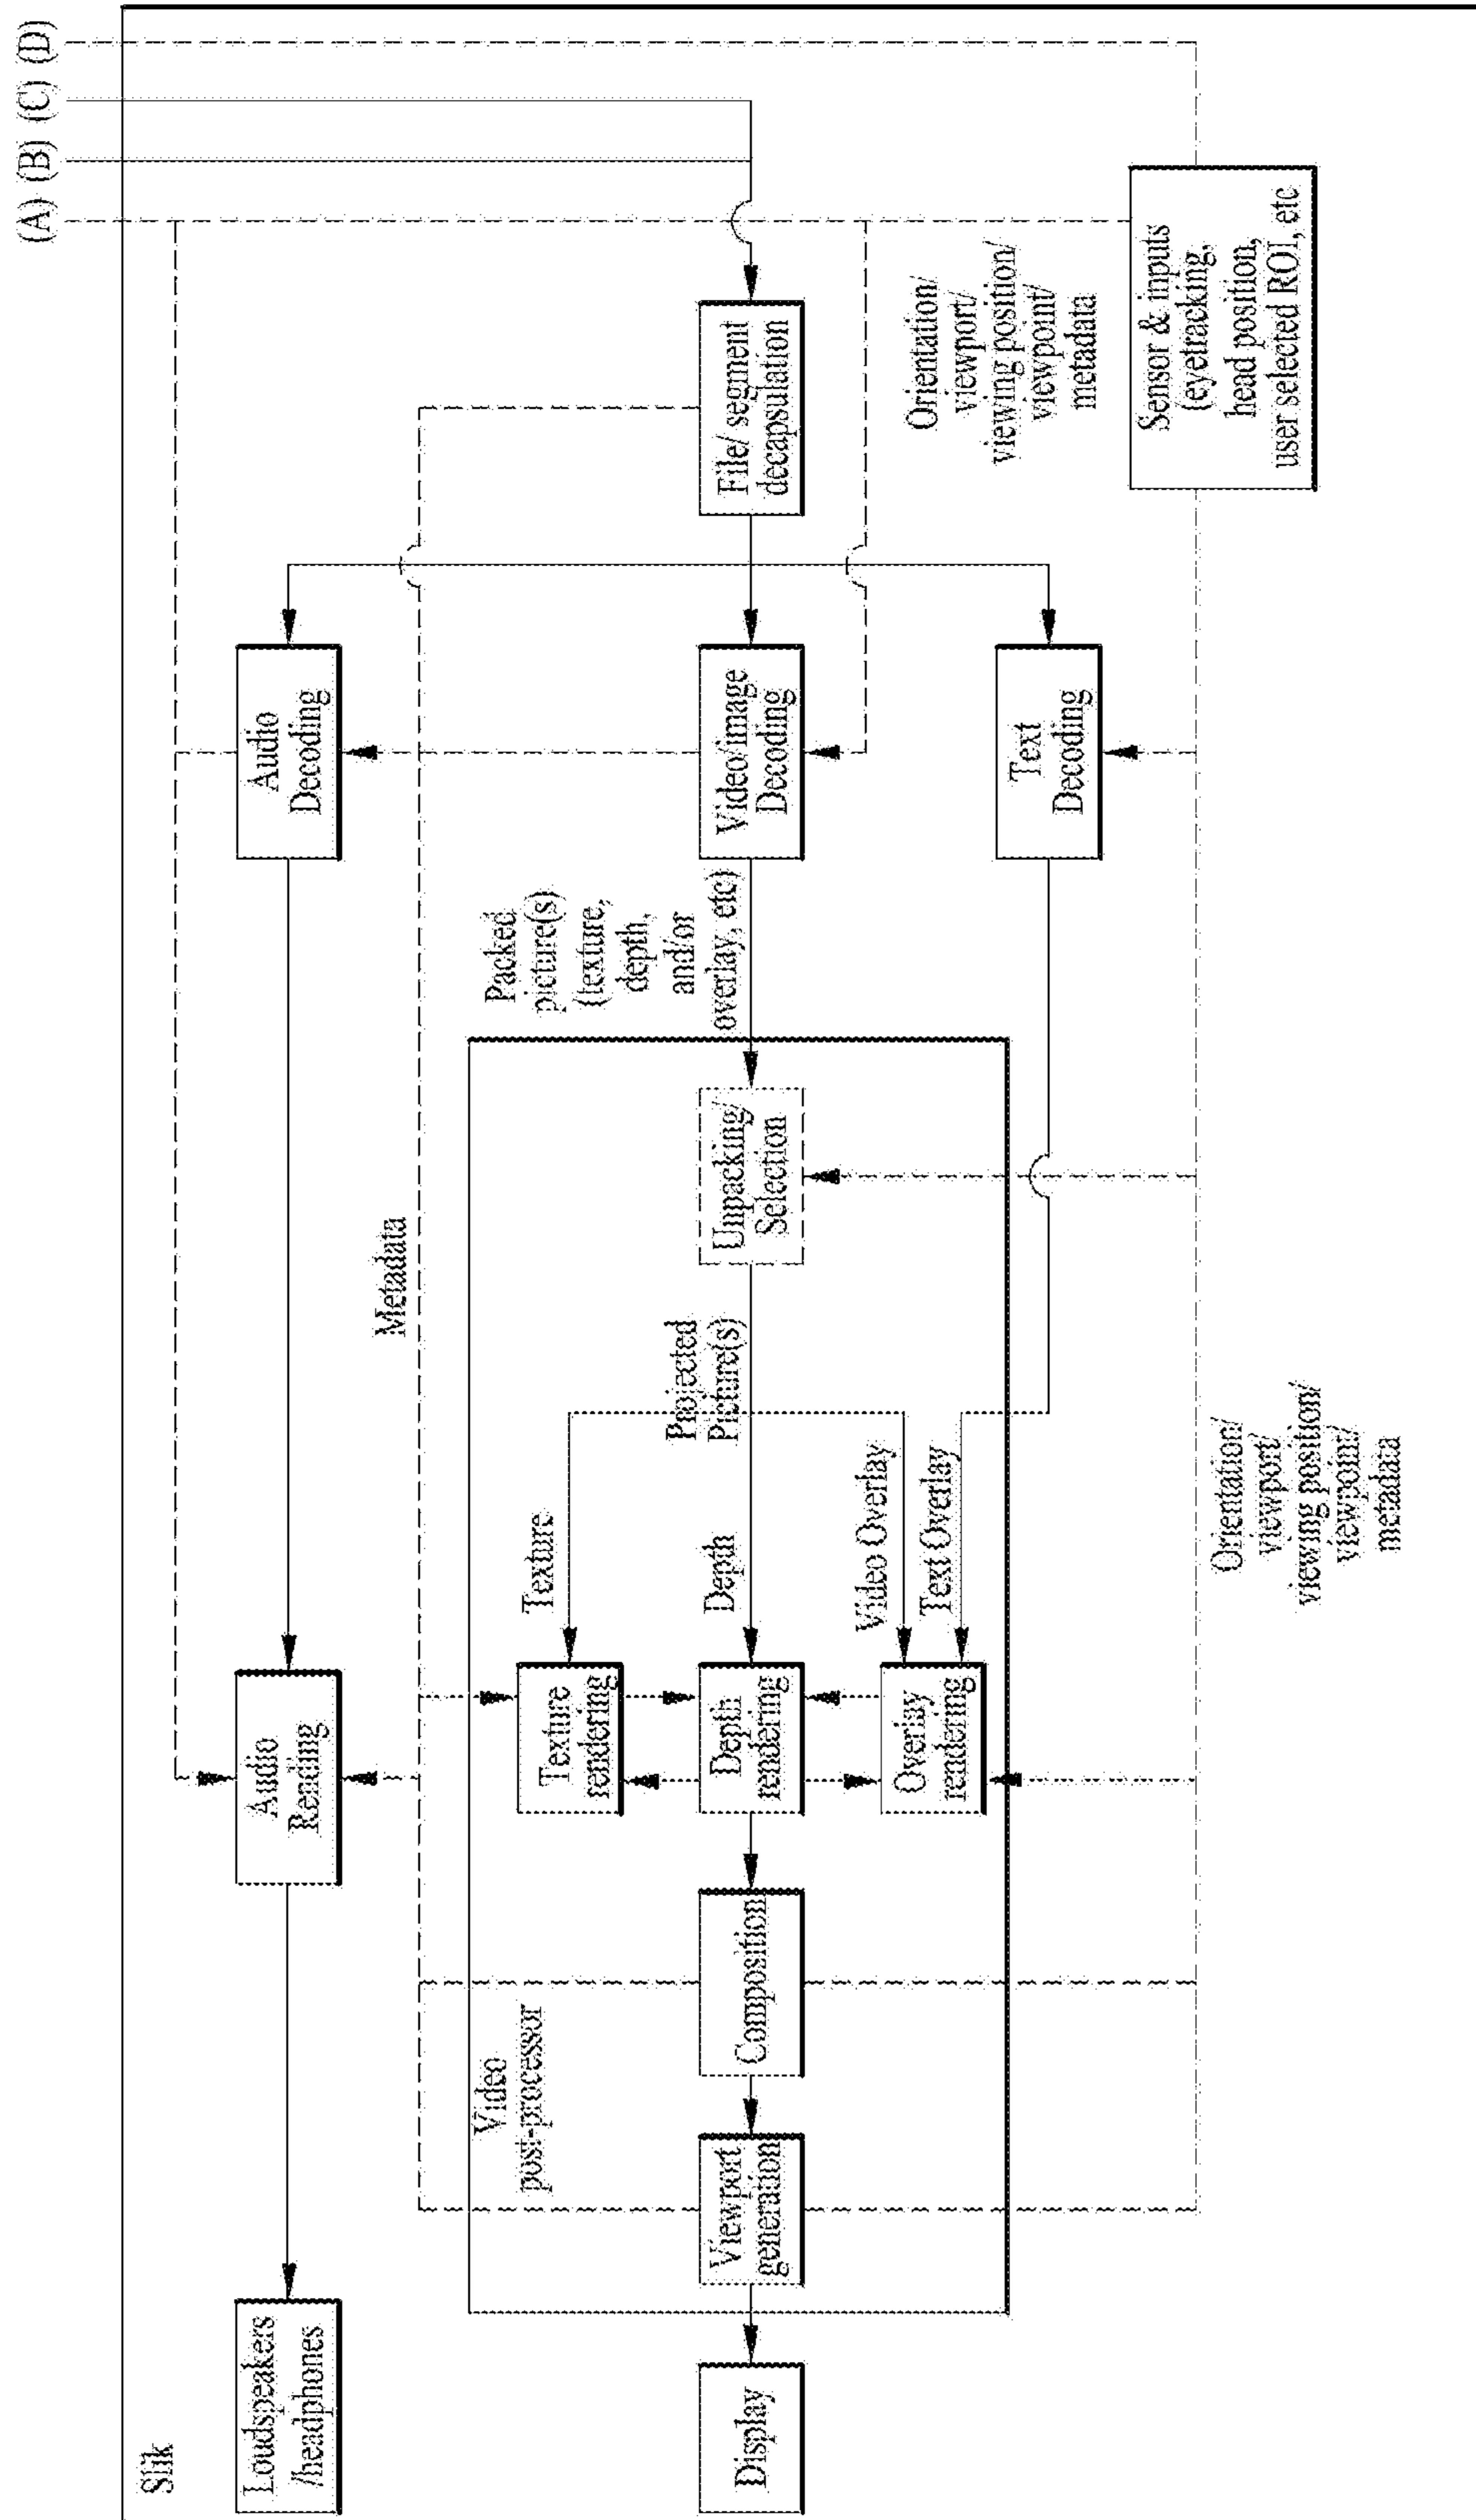 Slik
Loudspeakers
/headphones
Audio
Rending
Audio
Decoding
(A)
(B)
(C)
(D)
Metadata
Video
post-processor
Texture
Texture
rendering
Packed
picture(s)
(texture,
depth,
and/or
overlay, etc)
Projected
Picture(s)
Display
Viewport
generation
Composition
Depth
rendering
Depth
Unpacking/
Selection
Video/image
Decoding
File/ segment
decapsulation
Overlay
rendering
Video Overlay
Text Overlay
Text
Decoding
Orientation/
viewport/
viewing position/
viewpoint/
metadata
Sensor & inputs
(eyetracking,
head position,
user selected ROI, etc
Orientation/
viewport/
viewing position/
viewpoint/
metadata